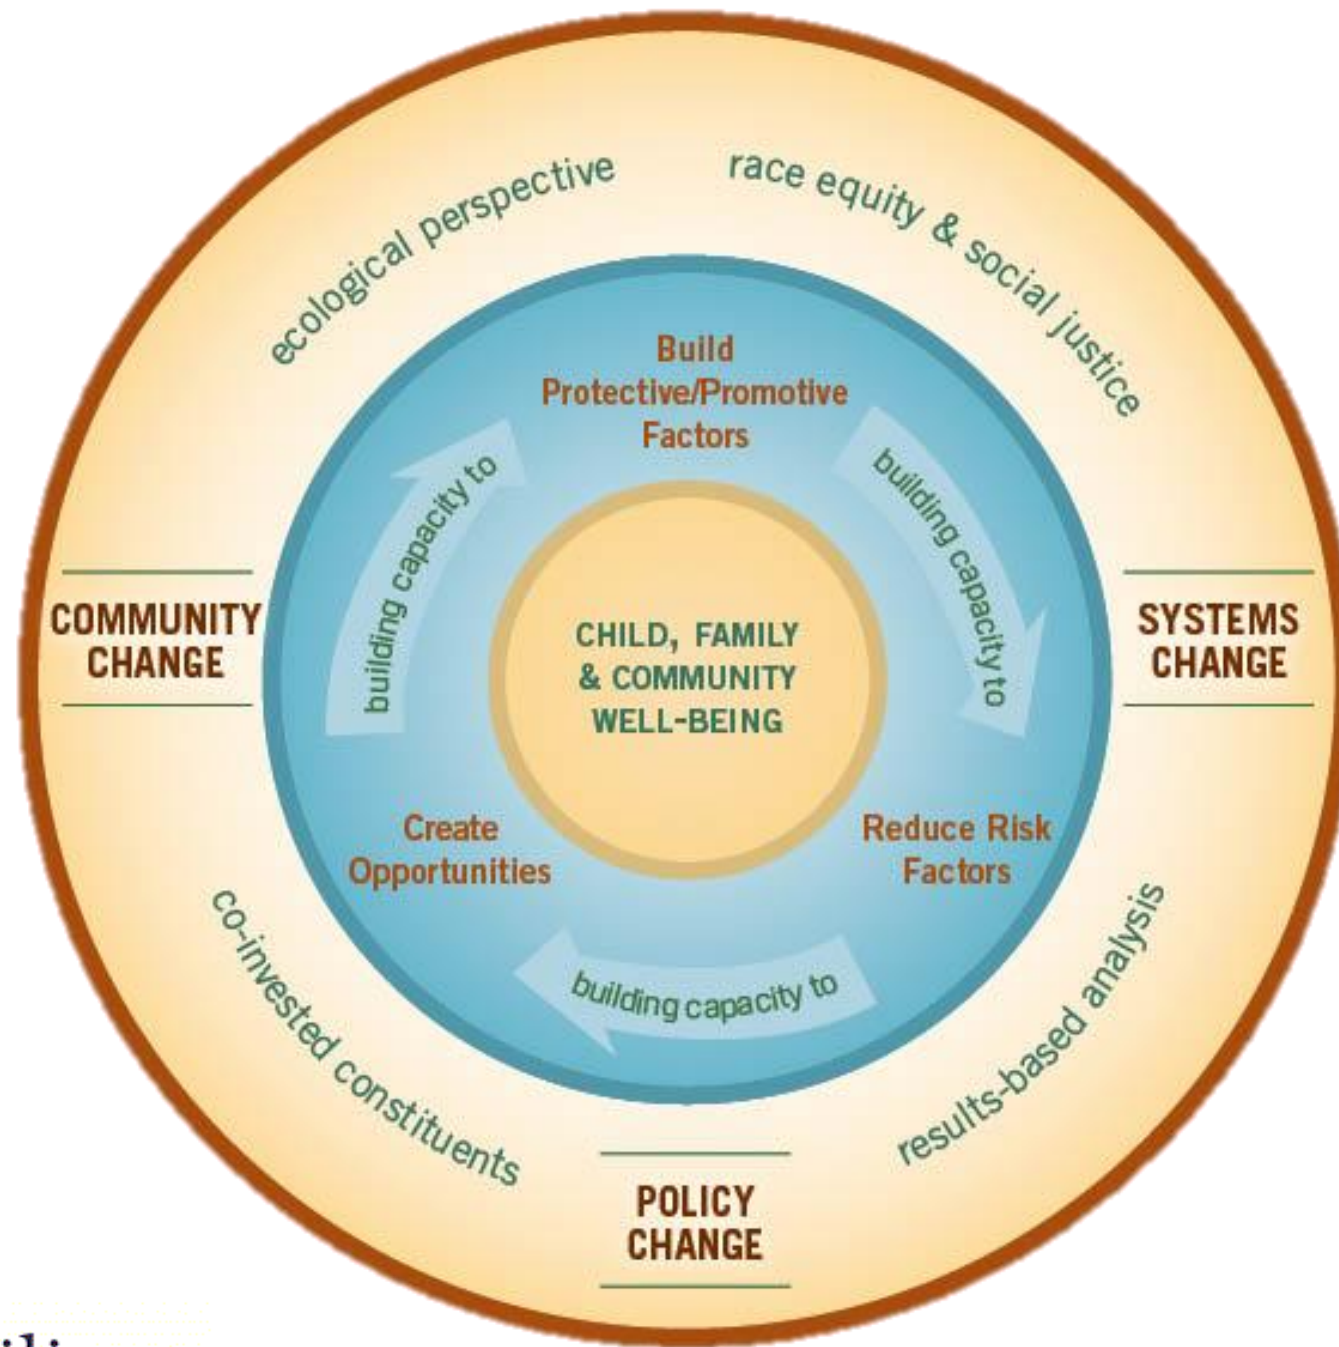 ecological perspective
race equity & social justice
Build
Protective/Promotive
Factors
building capacity to
building capacity to
COMMUNITY
CHANGE
CHILD, FAMILY
& COMMUNITY
WELL-BEING
SYSTEMS
CHANGE
Create
Opportunities
Reduce Risk
Factors
building capacity to
co-invested constituents
results-based analysis
POLICY
CHANGE